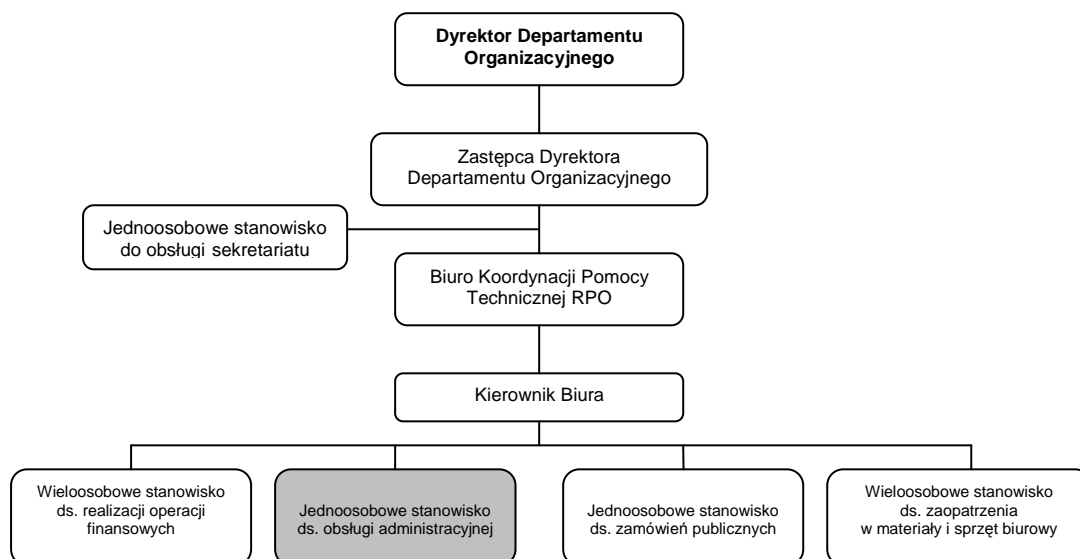 Dyrektor Departamentu
Organizacyjnego
Zastępca Dyrektora
Departamentu Organizacyjnego
Jednoosobowe stanowisko
do obsługi sekretariatu
Biuro Koordynacji Pomocy
Technicznej RPO
Kierownik Biura
Wieloosobowe stanowisko
ds. realizacji operacji
finansowych
Jednoosobowe stanowisko
ds. obsługi administracyjnej
Jednoosobowe stanowisko
ds. zamówień publicznych
Wieloosobowe stanowisko
ds. zaopatrzenia
w materiały i sprzęt biurowy